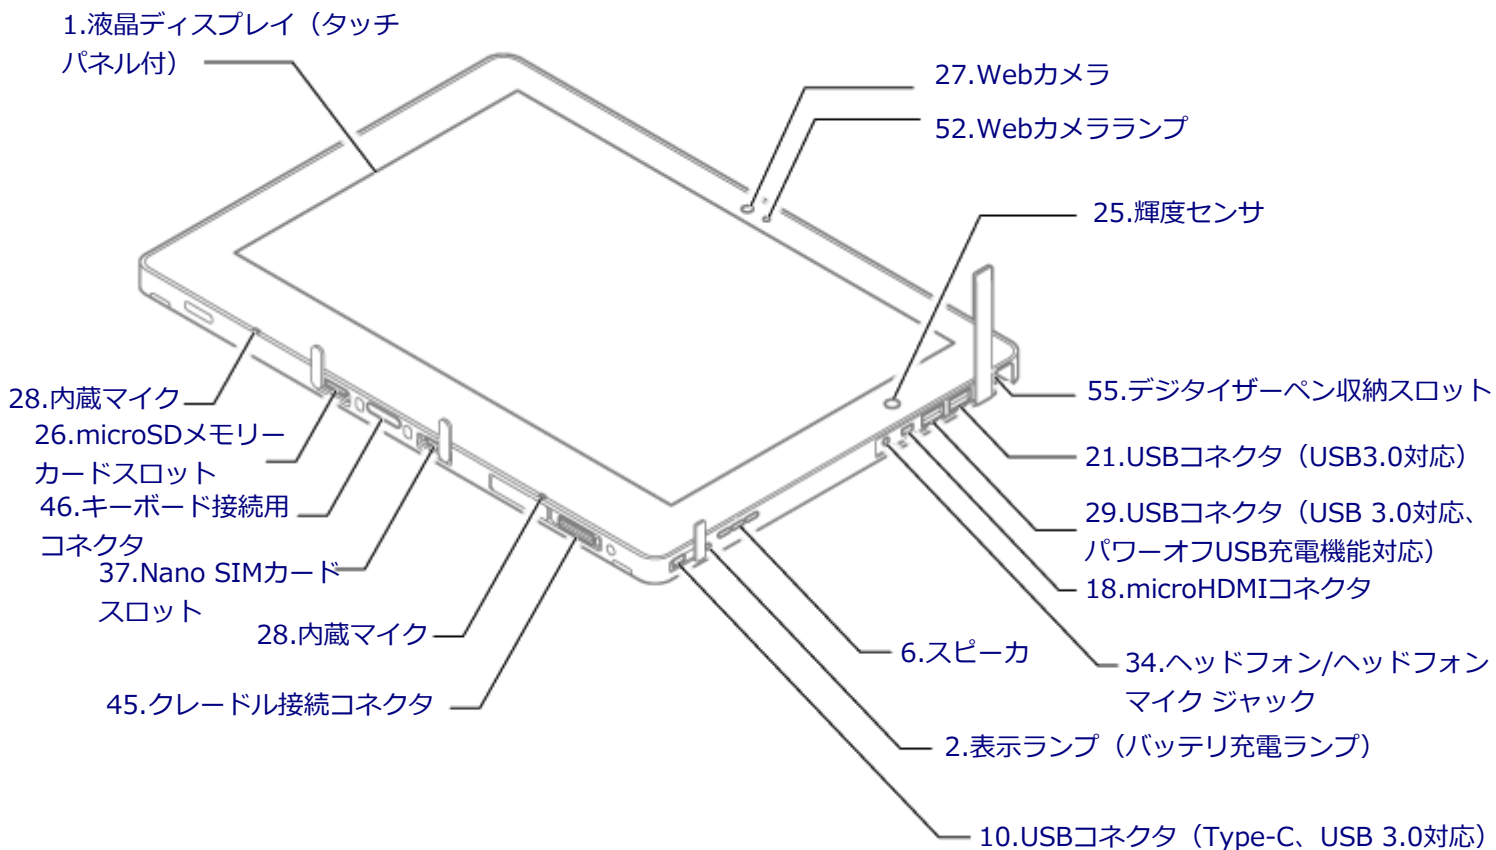 1.液晶ディスプレイ（タッチ
パネル付）
27.Webカメラ
52.Webカメラランプ
25.輝度センサ
28.内蔵マイク
26.microSDメモリー
カードスロット
46.キーボード接続用
コネクタ
37.Nano SIMカード
スロット
28.内蔵マイク
45.クレードル接続コネクタ
55.デジタイザーペン収納スロット
21.USBコネクタ（USB3.0対応）
29.USBコネクタ（USB 3.0対応、
パワーオフUSB充電機能対応）
18.microHDMIコネクタ
6.スピーカ
34.ヘッドフォン/ヘッドフォン
マイク ジャック
2.表示ランプ（バッテリ充電ランプ）
10.USBコネクタ（Type-C、USB 3.0対応）